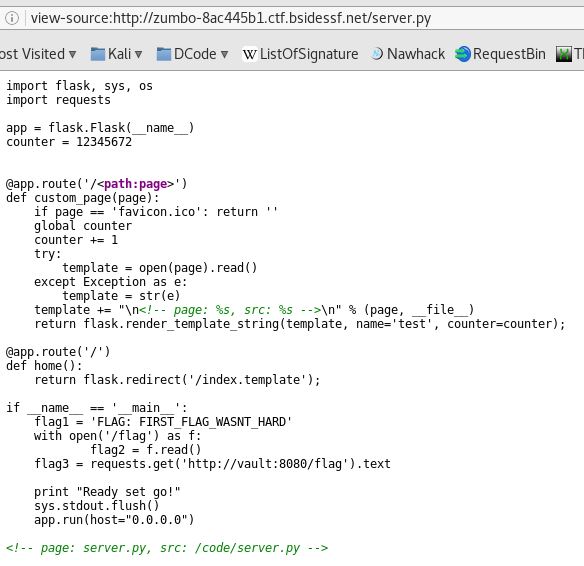 view-source:http://zumbo-8ac445b1.ctf.bsidessf.net/server.py
ost Visited Kali DCode ListOfSignature Nawhack RequestBin
import flask, sys, os
import requests
app = flask.Flask(__name__)
counter = 12345672
@app.route('/<path:page>')
def custom_page(page):
    if page == 'favicon.ico': return ''
    global counter
    counter += 1
    try:
        template = open(page).read()
    except Exception as e:
        template = str(e)
    template += "\n<!-- page: %s, src: %s -->\n" % (page, __file__)
    return flask.render_template_string(template, name='test', counter=counter);
@app.route('/')
def home():
    return flask.redirect('/index.template');
if __name__ == '__main__':
    flag1 = 'FLAG: FIRST_FLAG_WASNT_HARD'
    with open('/flag') as f:
            flag2 = f.read()
    flag3 = requests.get('http://vault:8080/flag').text
    print "Ready set go!"
    sys.stdout.flush()
    app.run(host="0.0.0.0")
<!-- page: server.py, src: /code/server.py -->